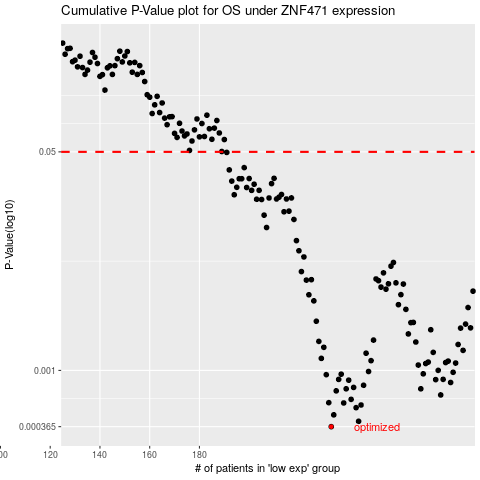 Cumulative P-Value plot for OS under ZNF471 expression
P-Value(log10)
0.05
0.001
0.000365
optimized
00 120 140 160 180
# of patients in 'low exp' group